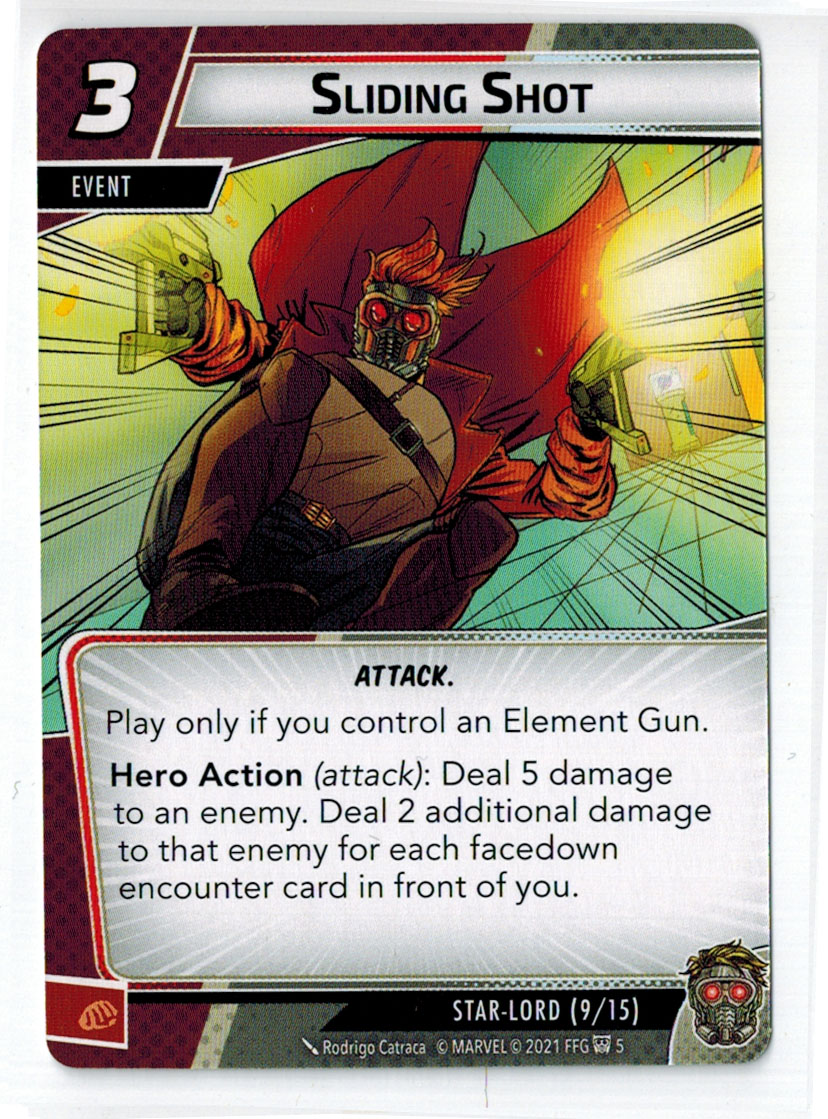 3
SLIDING SHOT
EVENT
ATTACK.
Play only if you control an Element Gun.
Hero Action (attack): Deal 5 damage
to an enemy. Deal 2 additional damage
to that enemy for each facedown
encounter card in front of you.
STAR-LORD (9/15)
Rodrigo Catraca © MARVEL © 2021 FFG 5